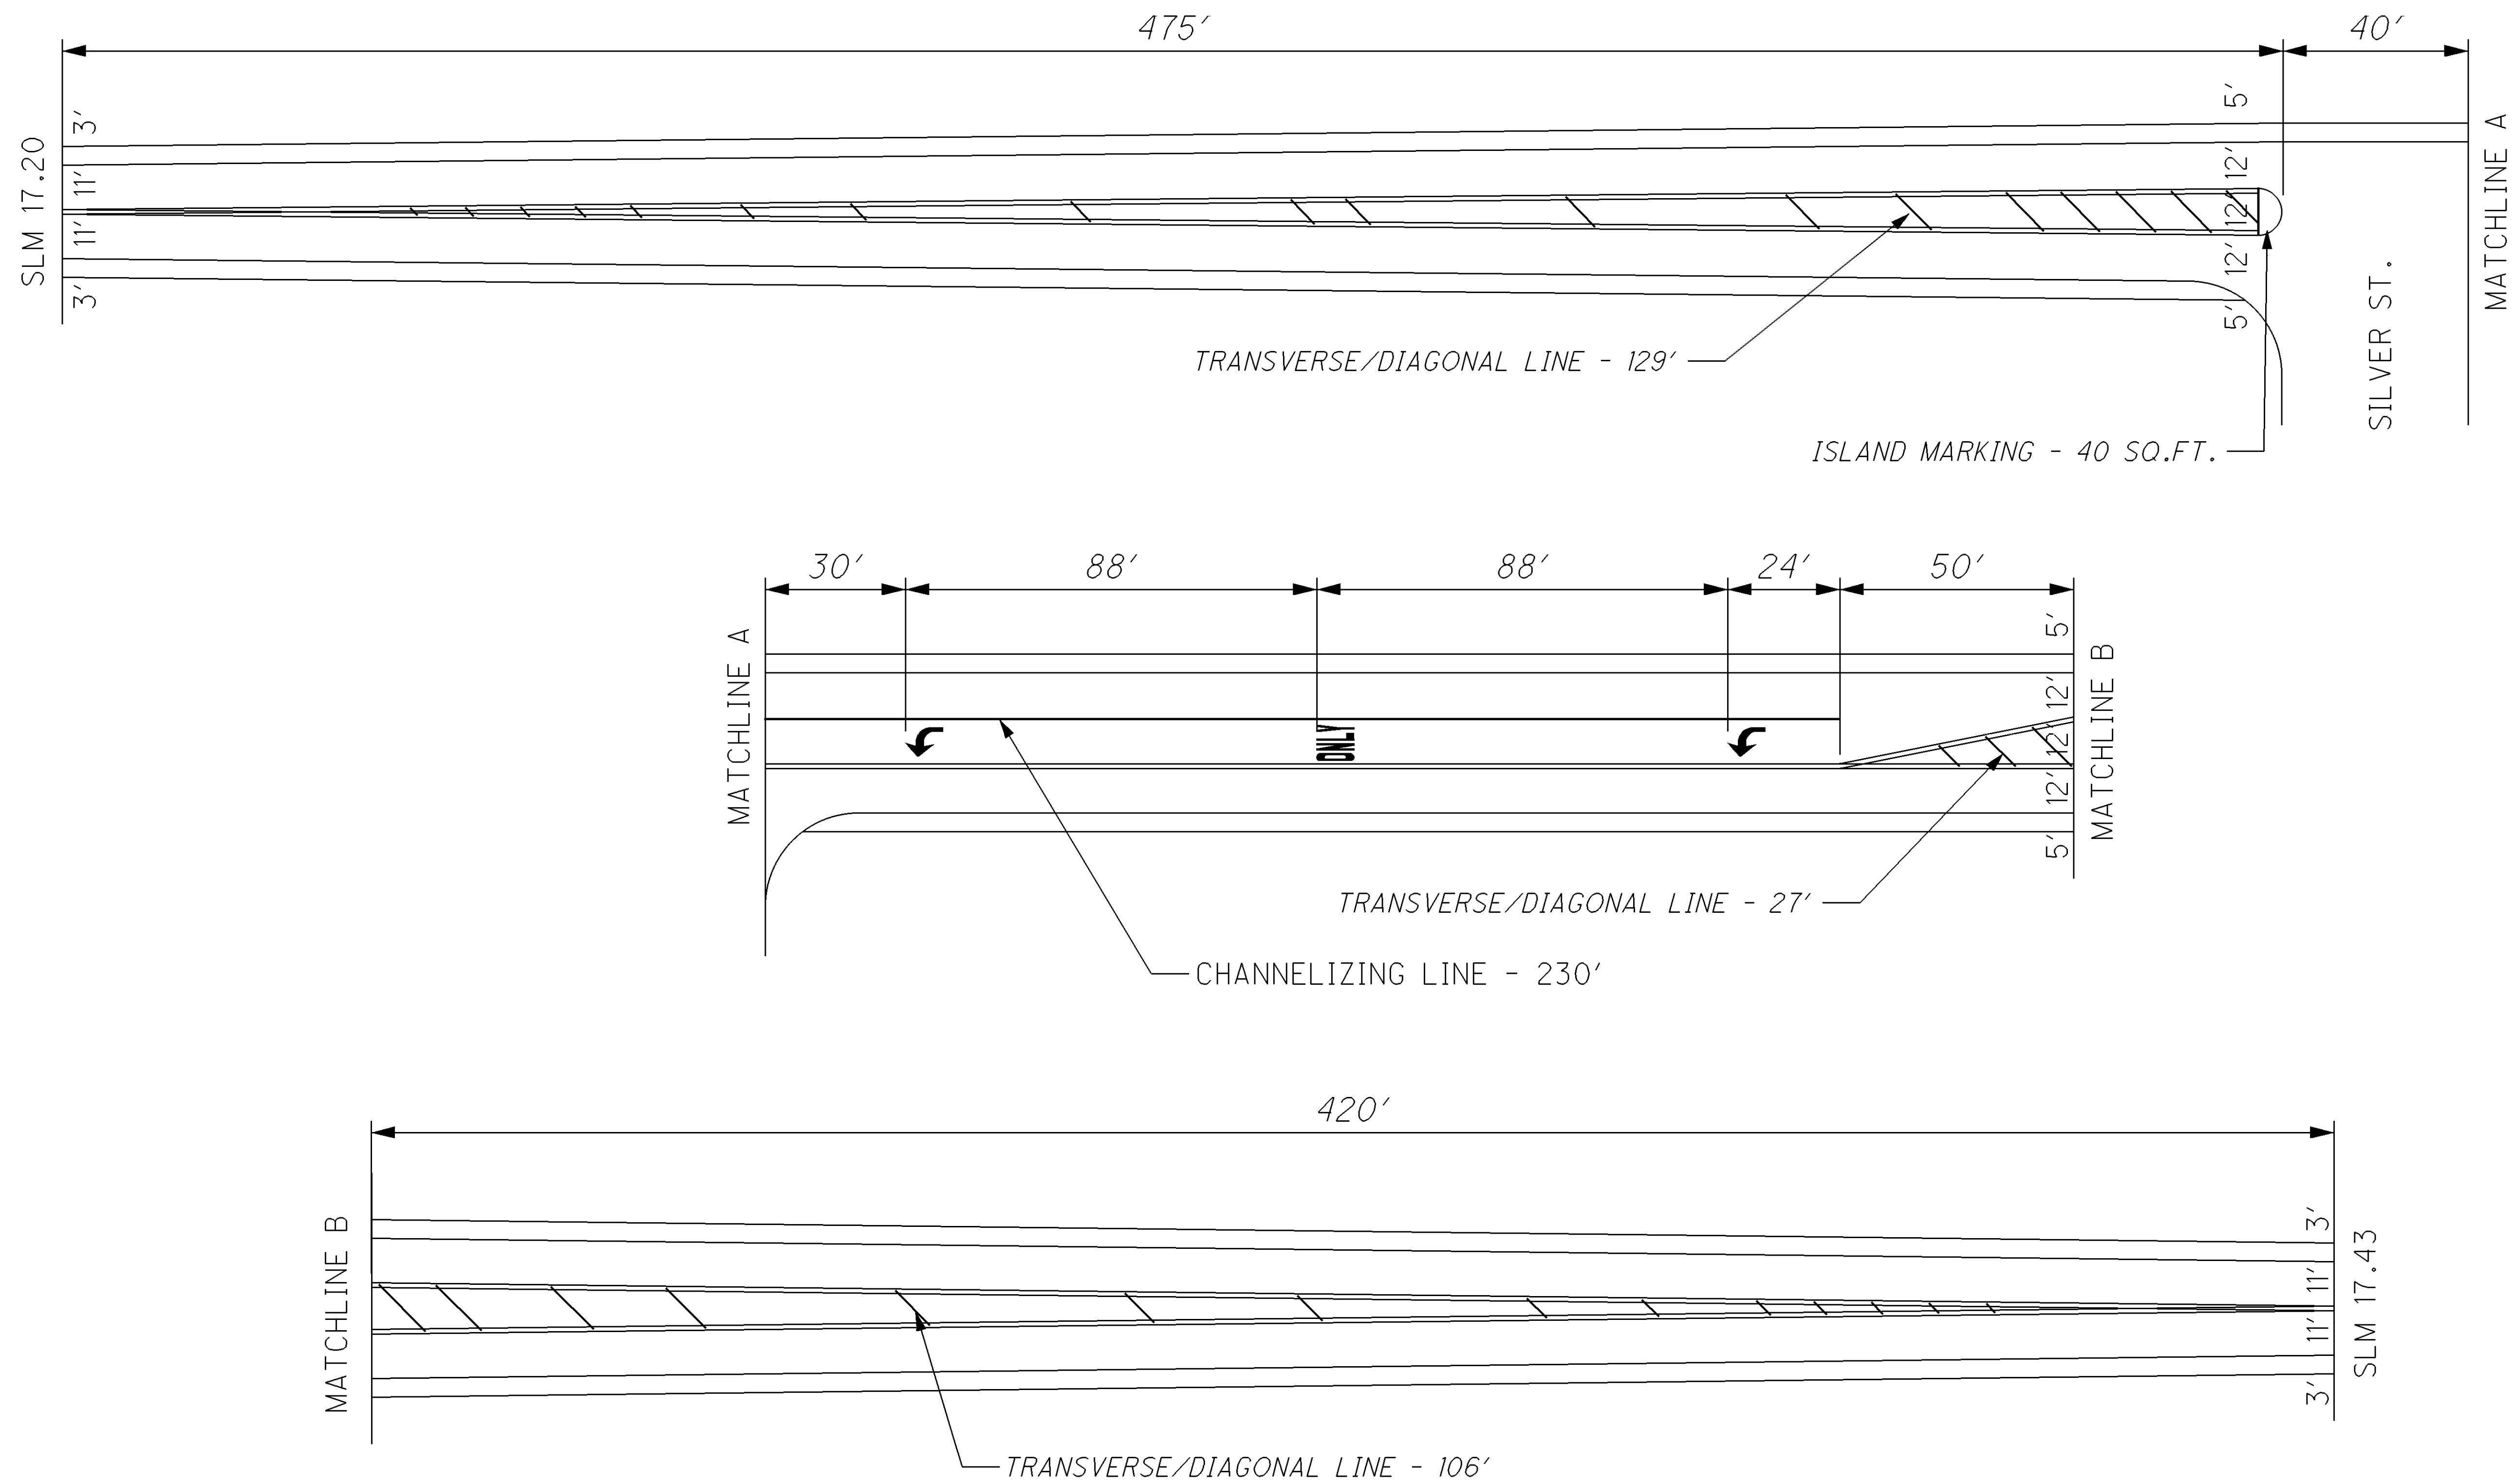 475'
40'
SLM 17.20
3'
11'
11'
3'
5'
12'
12'
12'
5'
SILVER ST.
MATCHLINE A
TRANSVERSE/DIAGONAL LINE - 129'
ISLAND MARKING - 40 SQ.FT.
30'
88'
88'
24'
50'
MATCHLINE A
ONLY
5'
12'
12'
12'
5'
MATCHLINE B
TRANSVERSE/DIAGONAL LINE - 27'
CHANNELIZING LINE - 230'
420'
MATCHLINE B
3'
11'
11'
3'
SLM 17.43
TRANSVERSE/DIAGONAL LINE - 106'